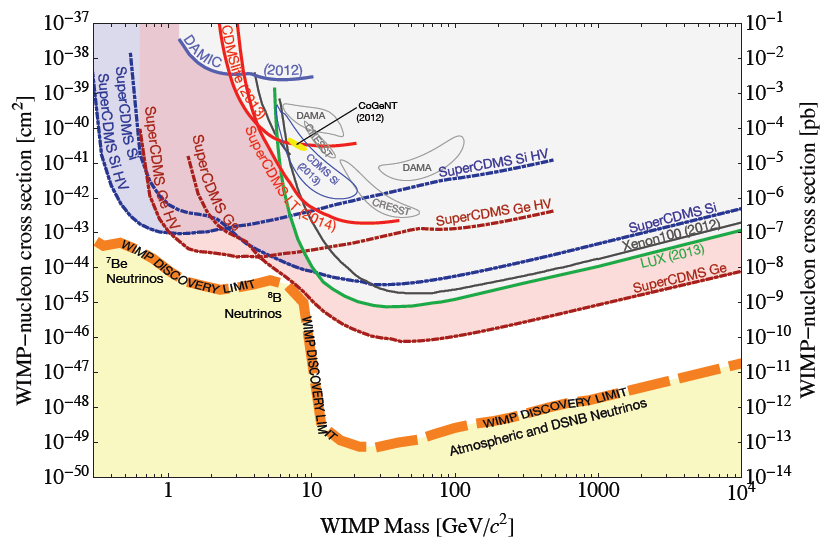 10−37
10−38
10−39
10−40
10−41
10−42
10−43
10−44
10−45
10−46
10−47
10−48
10−49
10−50
WIMP−nucleon cross section [cm2]
10−1
10−2
10−3
10−4
10−5
10−6
10−7
10−8
10−9
10−10
10−11
10−12
10−13
10−14
WIMP−nucleon cross section [pb]
1
10
100
1000
104
WIMP Mass [GeV/c2]
DAMIC (2012)
CDMSlite (2013)
CoGeNT
(2012)
DAMA
CRESST
CDMS Si
(2013)
DAMA
CRESST
SuperCDMS Si HV
SuperCDMS Si
SuperCDMS Ge HV
SuperCDMS Ge
SuperCDMS LT (2014)
SuperCDMS Si HV
SuperCDMS Ge HV
SuperCDMS Si
Xenon100 (2012)
LUX (2013)
SuperCDMS Ge
WIMP DISCOVERY LIMIT
7Be
Neutrinos
8B
Neutrinos
WIMP DISCOVERY LIMIT
WIMP DISCOVERY LIMIT
Atmospheric and DSNB Neutrinos